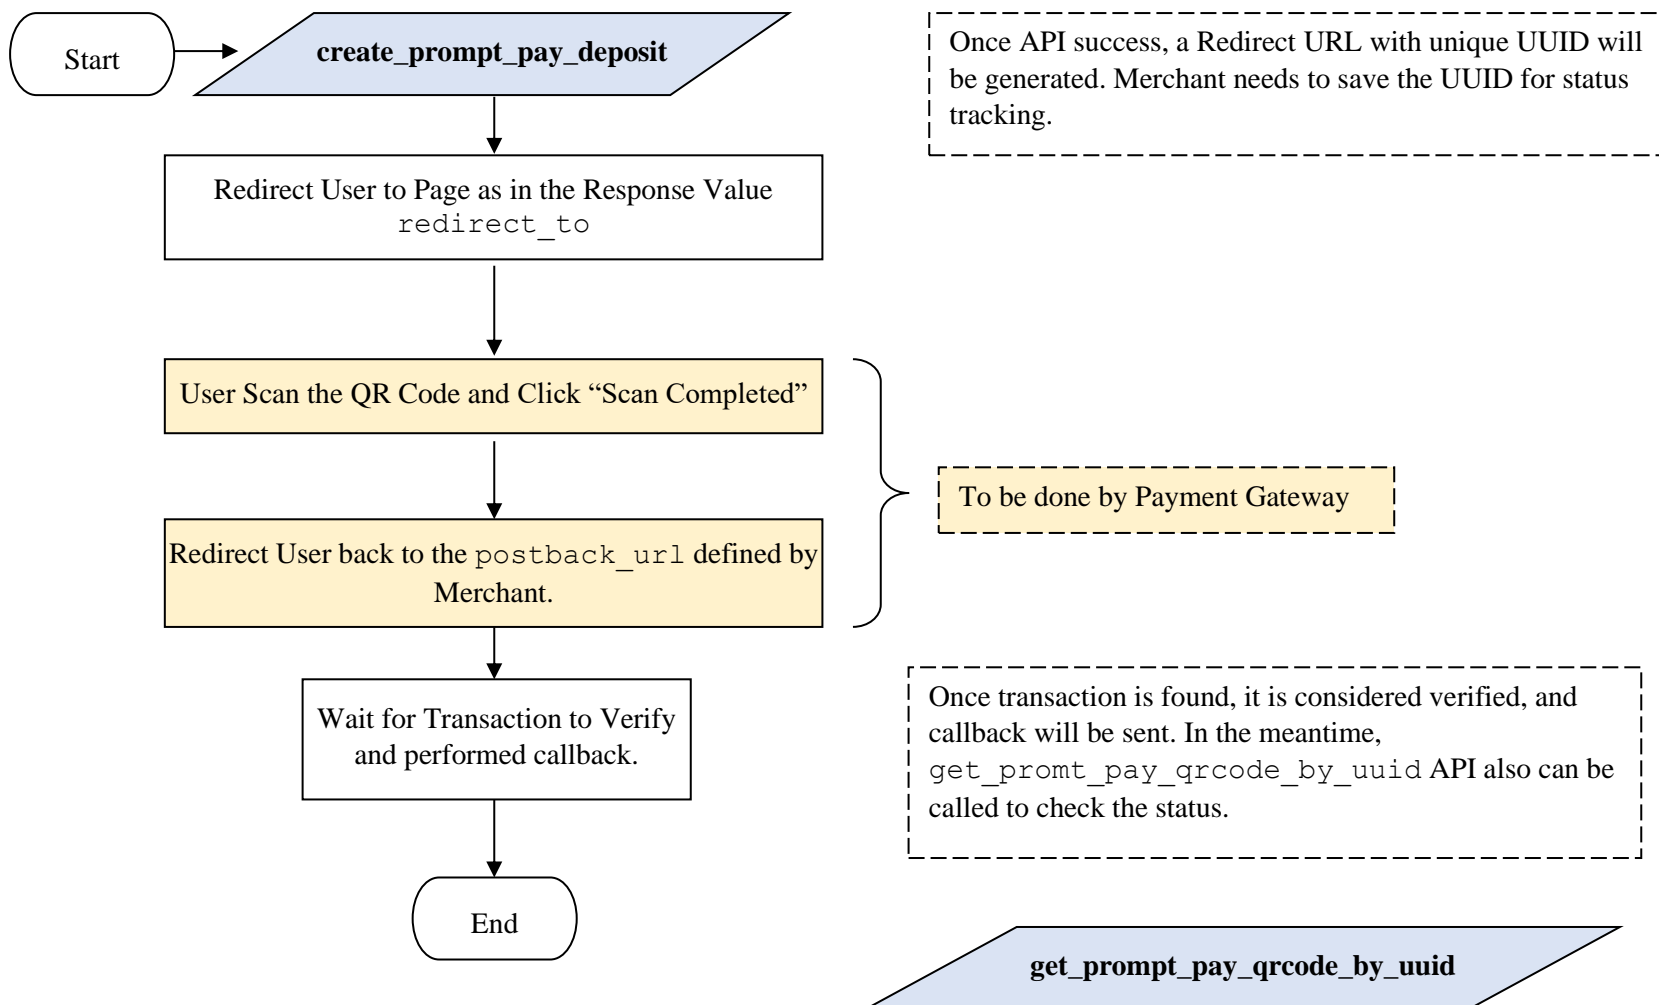 Start
create_prompt_pay_deposit
Once API success, a Redirect URL with unique UUID will
be generated. Merchant needs to save the UUID for status
tracking.
Redirect User to Page as in the Response Value
redirect_to
User Scan the QR Code and Click “Scan Completed”
To be done by Payment Gateway
Redirect User back to the postback_url defined by
Merchant.
Wait for Transaction to Verify
and performed callback.
Once transaction is found, it is considered verified, and
callback will be sent. In the meantime,
get_promt_pay_qrcode_by_uuid API also can be
called to check the status.
End
get_prompt_pay_qrcode_by_uuid